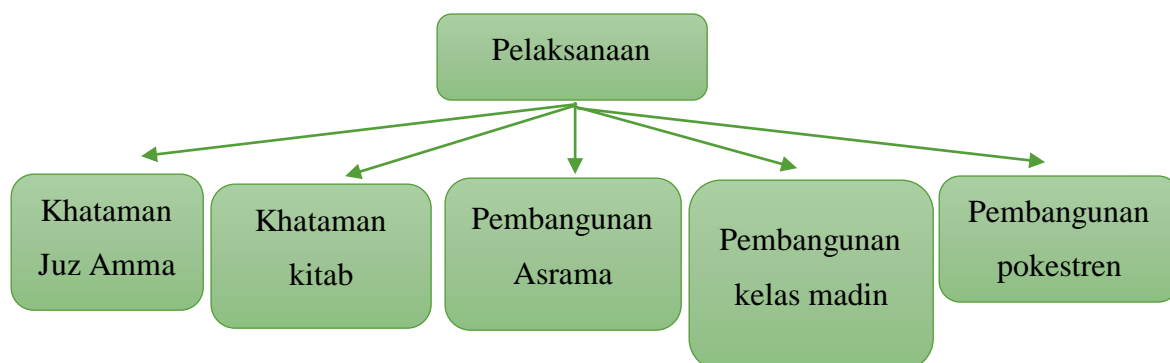 Pelaksanaan
Khataman
Juz Amma
Khataman
kitab
Pembangunan
Asrama
Pembangunan
kelas madin
Pembangunan
pokestren